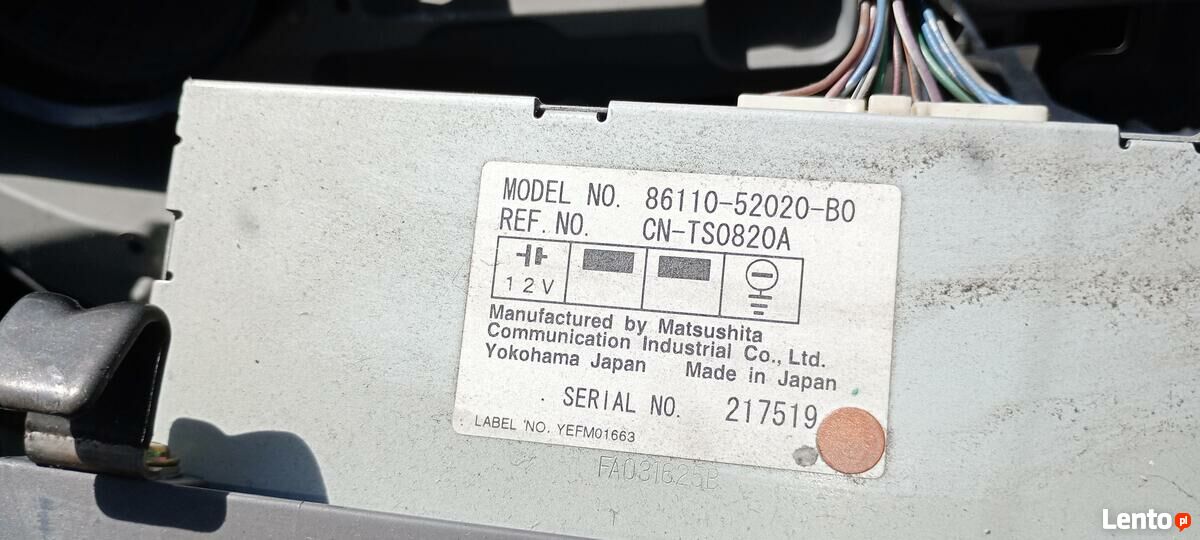 MODEL NO. 86110-52020-B0
REF. NO. CN-TS0820A
12V
Manufactured by Matsushita
Communication Industrial Co., Ltd.
Yokohama Japan Made in Japan
SERIAL NO. 217519
LABEL NO. YEFM01663
FA031625B
Lento.pl